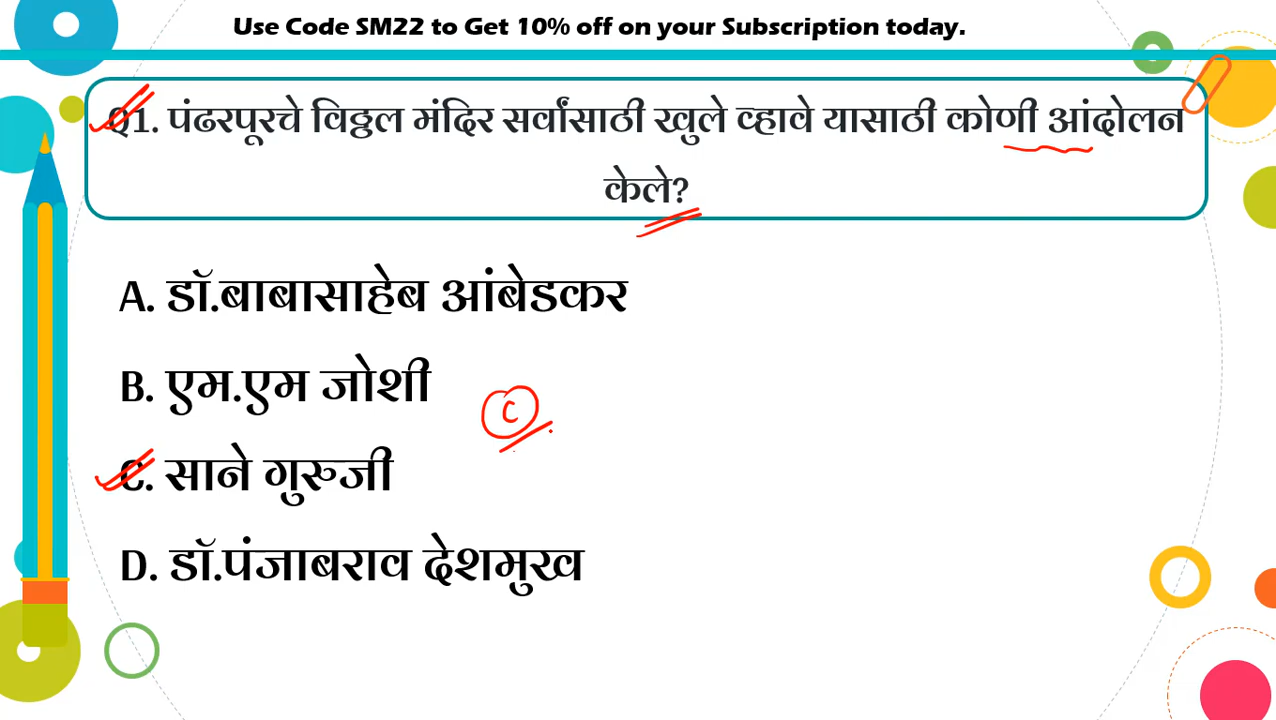 Use Code SM22 to Get 10% off on your Subscription today.
Q1. पंढरपूरचे विठ्ठल मंदिर सर्वांसाठी खुले व्हावे यासाठी कोणी आंदोलन
केले?
A. डॉ.बाबासाहेब आंबेडकर
B. एम.एम जोशी
C
C. साने गुरुजी
D. डॉ.पंजाबराव देशमुख